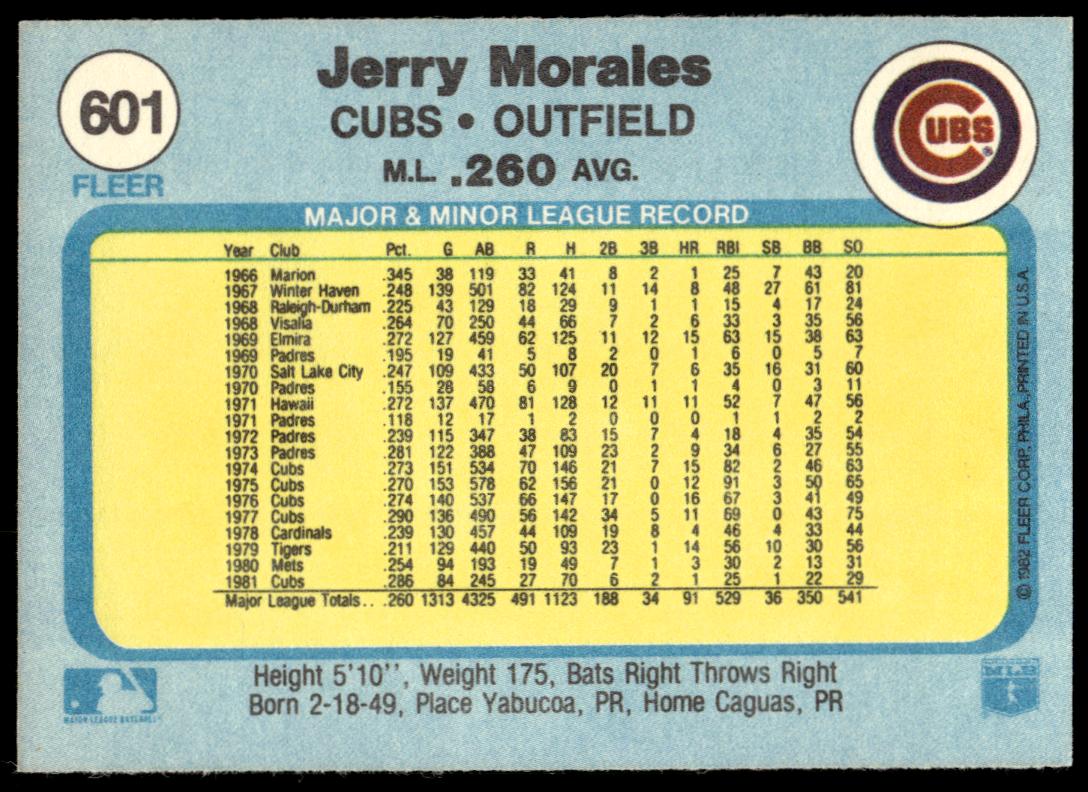 601
FLEER
Jerry Morales
CUBS • OUTFIELD
M.L. .260 AVG.
CUBS ®
MAJOR & MINOR LEAGUE RECORD
Year Club Pct. G AB R H 2B 3B HR RBI SB BB SO
1966 Marion .345 38 119 33 41 8 2 1 25 7 43 20
1967 Winter Haven .248 139 501 82 124 11 14 8 48 27 61 81
1968 Raleigh-Durham .225 43 129 18 29 9 1 1 15 4 17 24
1968 Visalia .264 70 250 44 66 7 2 6 33 3 35 56
1969 Elmira .272 127 459 62 125 11 12 15 63 15 38 63
1969 Padres .195 19 41 5 8 2 0 1 6 0 5 7
1970 Salt Lake City .247 109 433 50 107 20 7 6 35 16 31 60
1970 Padres .155 28 58 6 9 0 1 1 4 0 3 11
1971 Hawaii .272 137 470 81 128 12 11 11 52 7 47 56
1971 Padres .118 12 17 1 2 0 0 0 1 1 2 2
1972 Padres .239 115 347 38 83 15 7 4 18 4 35 54
1973 Padres .281 122 388 47 109 23 2 9 34 6 27 55
1974 Cubs .273 151 534 70 146 21 7 15 82 2 46 63
1975 Cubs .270 153 578 62 156 21 0 12 91 3 50 65
1976 Cubs .274 140 537 66 147 17 0 16 67 3 41 49
1977 Cubs .290 136 490 56 142 34 5 11 69 0 43 75
1978 Cardinals .239 130 457 44 109 19 8 4 46 4 33 44
1979 Tigers .211 129 440 50 93 23 1 14 56 10 30 56
1980 Mets .254 94 193 19 49 7 1 3 30 2 13 31
1981 Cubs .286 84 245 27 70 6 2 1 25 1 22 29
Major League Totals.. .260 1313 4325 491 1123 188 34 91 529 36 350 541
© 1982 FLEER CORP. PHILA. PRINTED IN U.S.A.
Height 5'10'', Weight 175, Bats Right Throws Right
Born 2-18-49, Place Yabucoa, PR, Home Caguas, PR
MAJOR LEAGUE BASEBALL
MLB